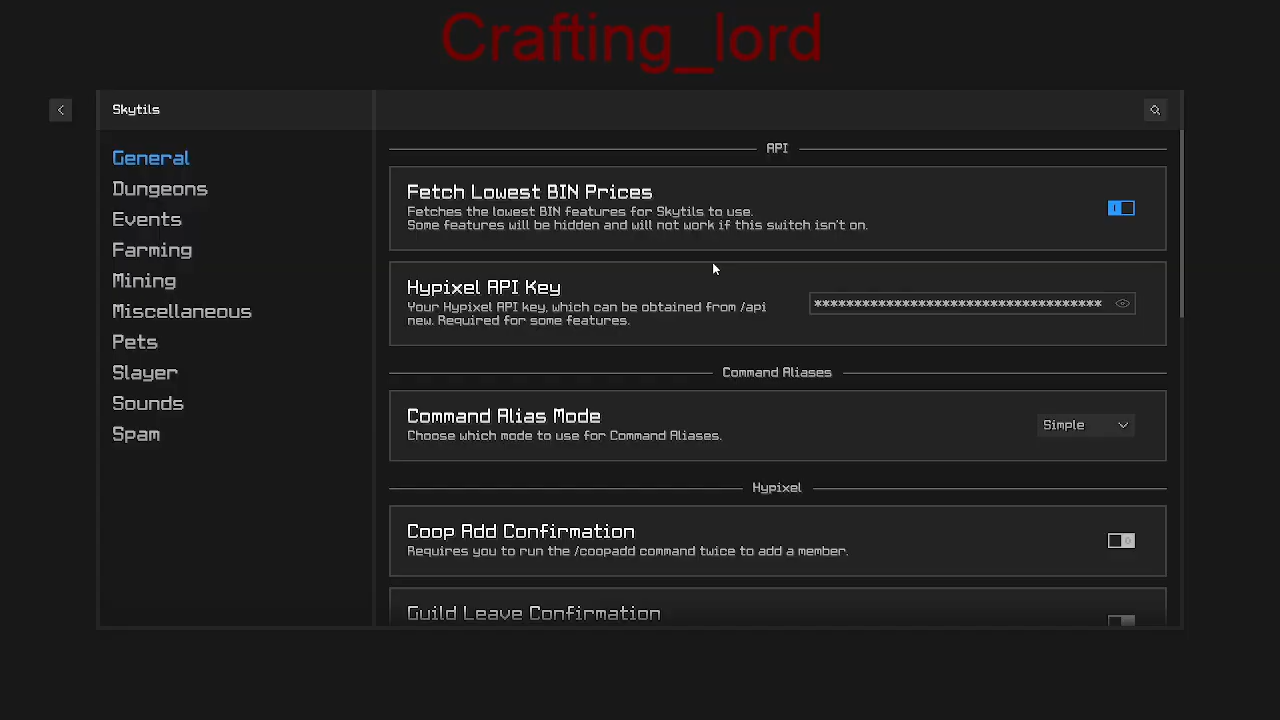 Crafting_lord
Skytils
General
Dungeons
Events
Farming
Mining
Miscellaneous
Pets
Slayer
Sounds
Spam
API
Fetch Lowest BIN Prices
Fetches the lowest BIN features for Skytils to use.
Some features will be hidden and will not work if this switch isn't on.
Hypixel API Key
Your Hypixel API key, which can be obtained from /api
new. Required for some features.
************************************
Command Aliases
Command Alias Mode
Choose which mode to use for Command Aliases.
Simple
Hypixel
Coop Add Confirmation
Requires you to run the /coopadd command twice to add a member.
Guild Leave Confirmation